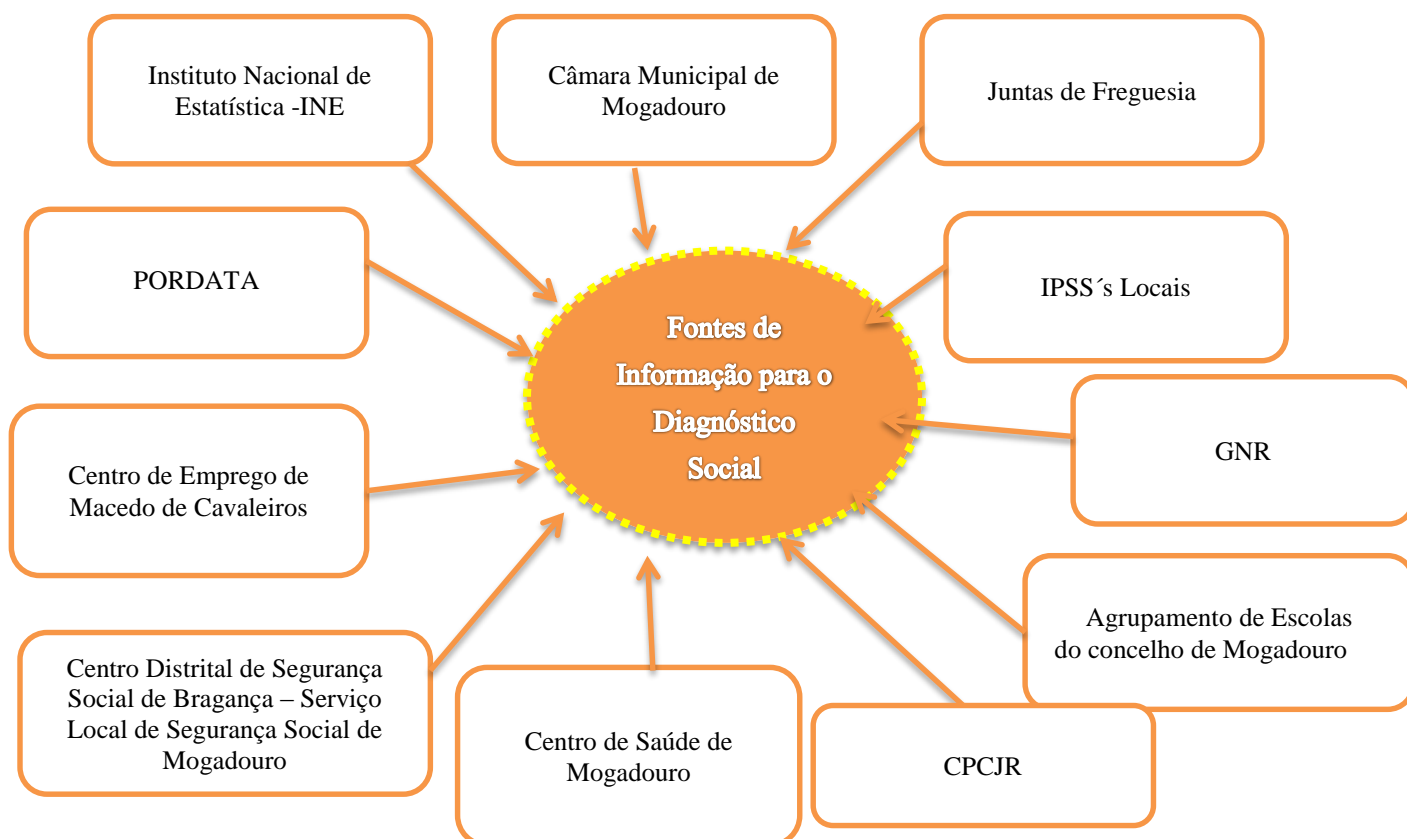 Instituto Nacional de
Estatística -INE
Câmara Municipal de
Mogadouro
Juntas de Freguesia
PORDATA
IPSS´s Locais
Fontes de
Informação para o
Diagnóstico
Social
Centro de Emprego de
Macedo de Cavaleiros
GNR
Agrupamento de Escolas
do concelho de Mogadouro
Centro Distrital de Segurança
Social de Bragança – Serviço
Local de Segurança Social de
Mogadouro
Centro de Saúde de
Mogadouro
CPCJR